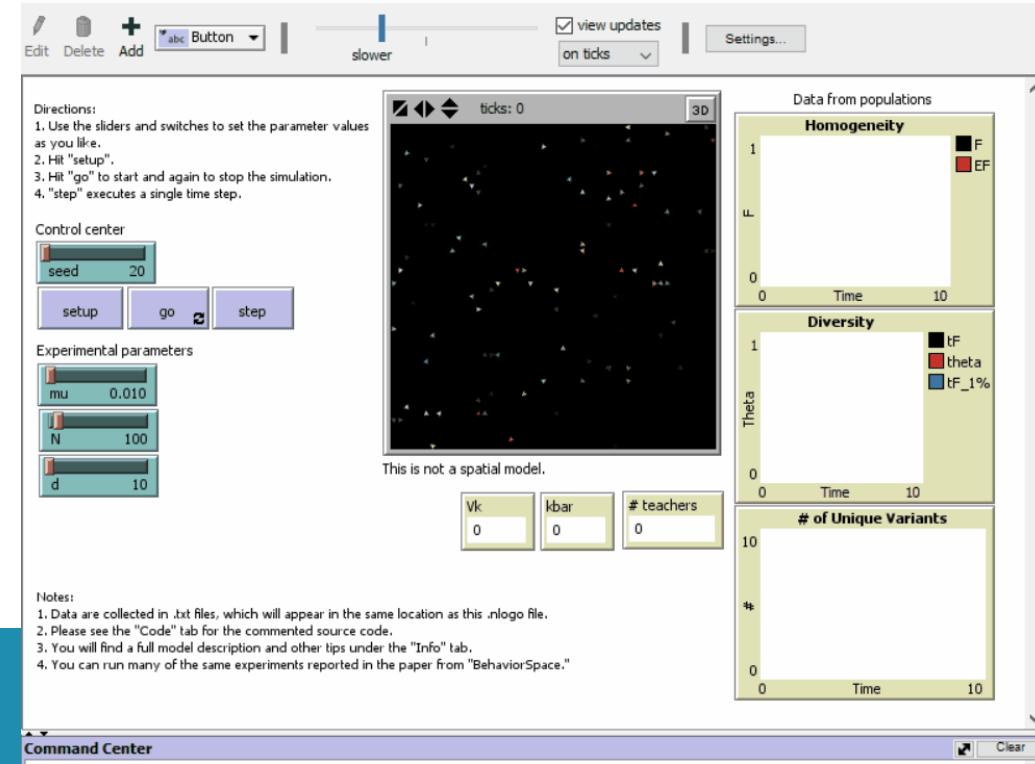 Edit Delete Add abc Button slower view updates on ticks Settings...
Directions:
1. Use the sliders and switches to set the parameter values
as you like.
2. Hit "setup".
3. Hit "go" to start and again to stop the simulation.
4. "step" executes a single time step.
Control center
seed 20
setup go step
Experimental parameters
mu 0.010
N 100
d 10
ticks: 0 3D
This is not a spatial model.
Vk kbar # teachers
0 0 0
Data from populations
Homogeneity
1 F
EF
F
0
0 Time 10
Diversity
1 tF
theta
tF_1%
Theta
0
0 Time 10
# of Unique Variants
10
#
0
0 Time 10
Notes:
1. Data are collected in .txt files, which will appear in the same location as this .nlogo file.
2. Please see the "Code" tab for the commented source code.
3. You will find a full model description and other tips under the "Info" tab.
4. You can run many of the same experiments reported in the paper from "BehaviorSpace."
Command Center Clear